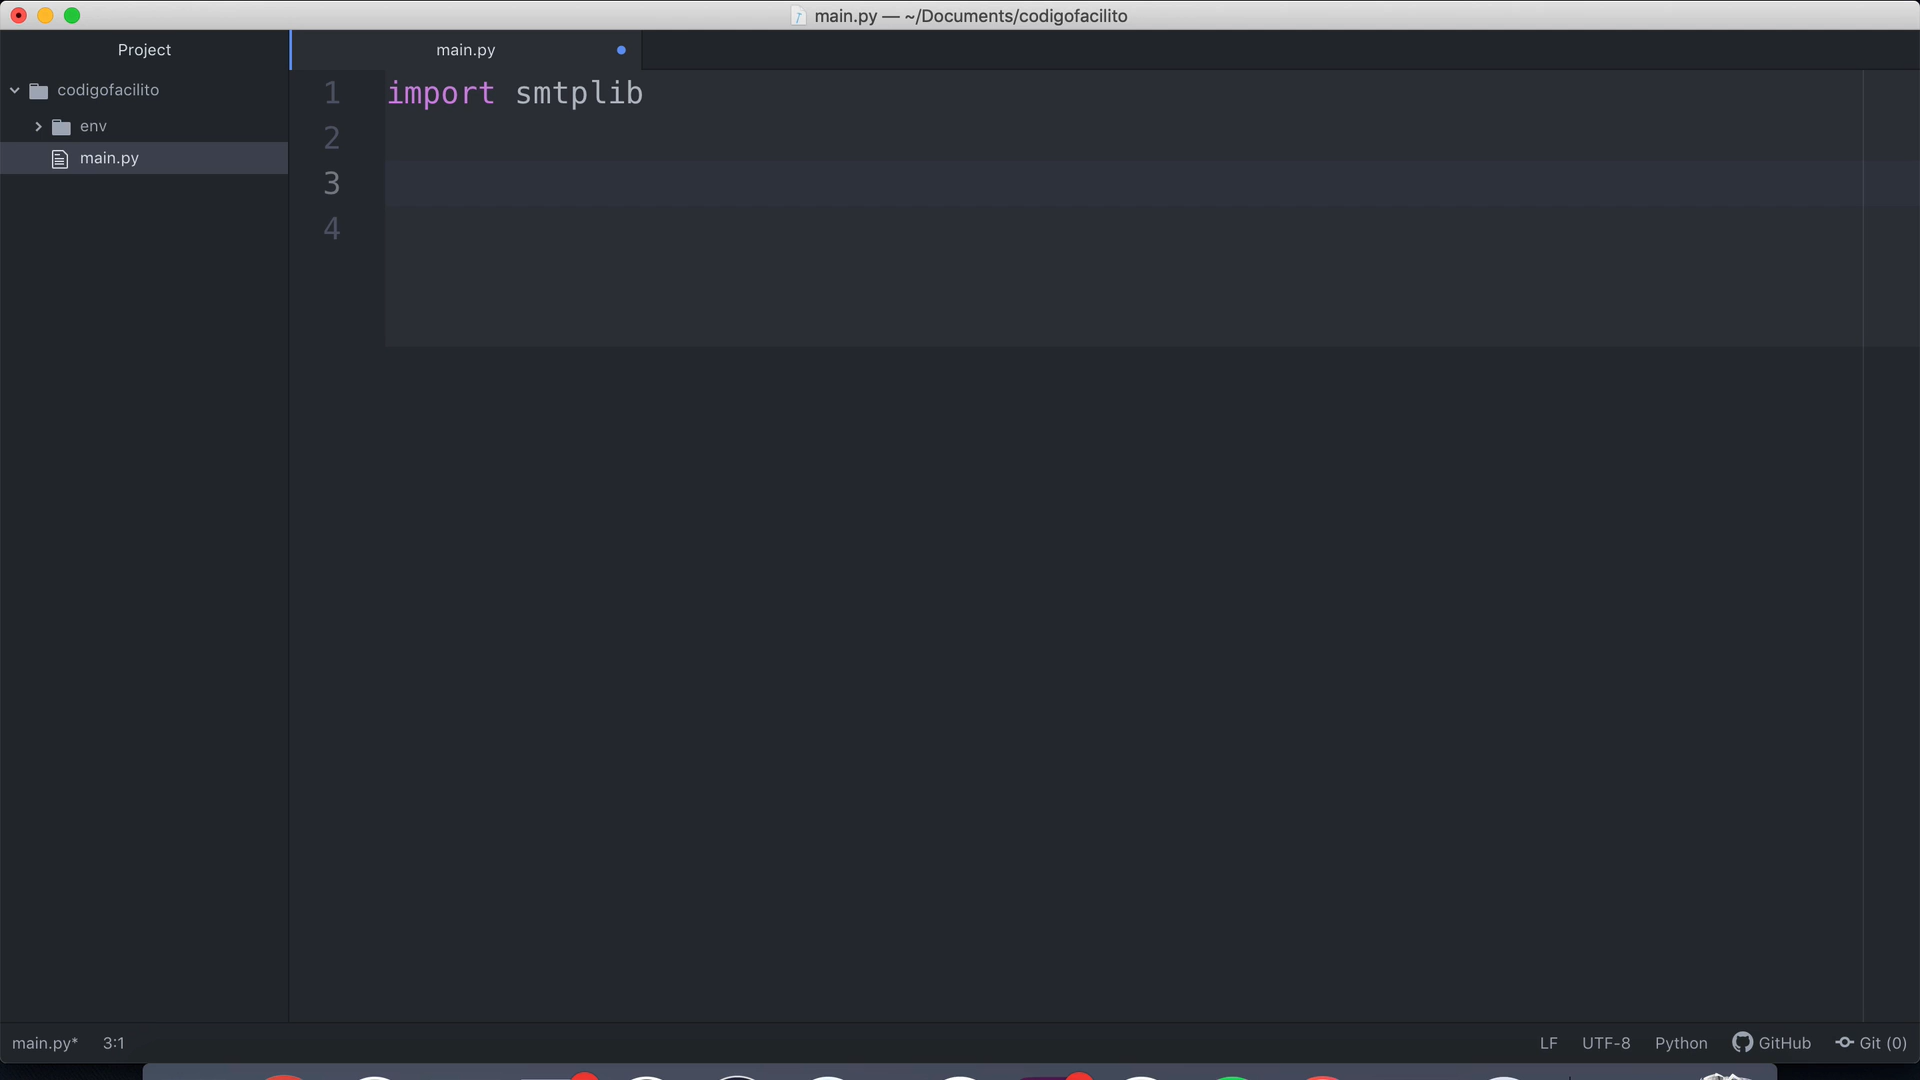 main.py — ~/Documents/codigofacilito
Project
main.py
codigofacilito
env
main.py
1 import smtplib
2
3
4
main.py* 3:1
LF UTF-8 Python GitHub Git (0)